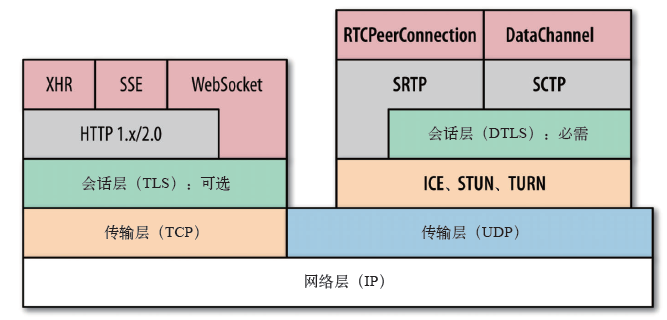 RTCPeerConnection
DataChannel
XHR
SSE
WebSocket
SRTP
SCTP
HTTP 1.x/2.0
会话层（DTLS）：必需
会话层（TLS）：可选
ICE、STUN、TURN
传输层（TCP）
传输层（UDP）
网络层（IP）